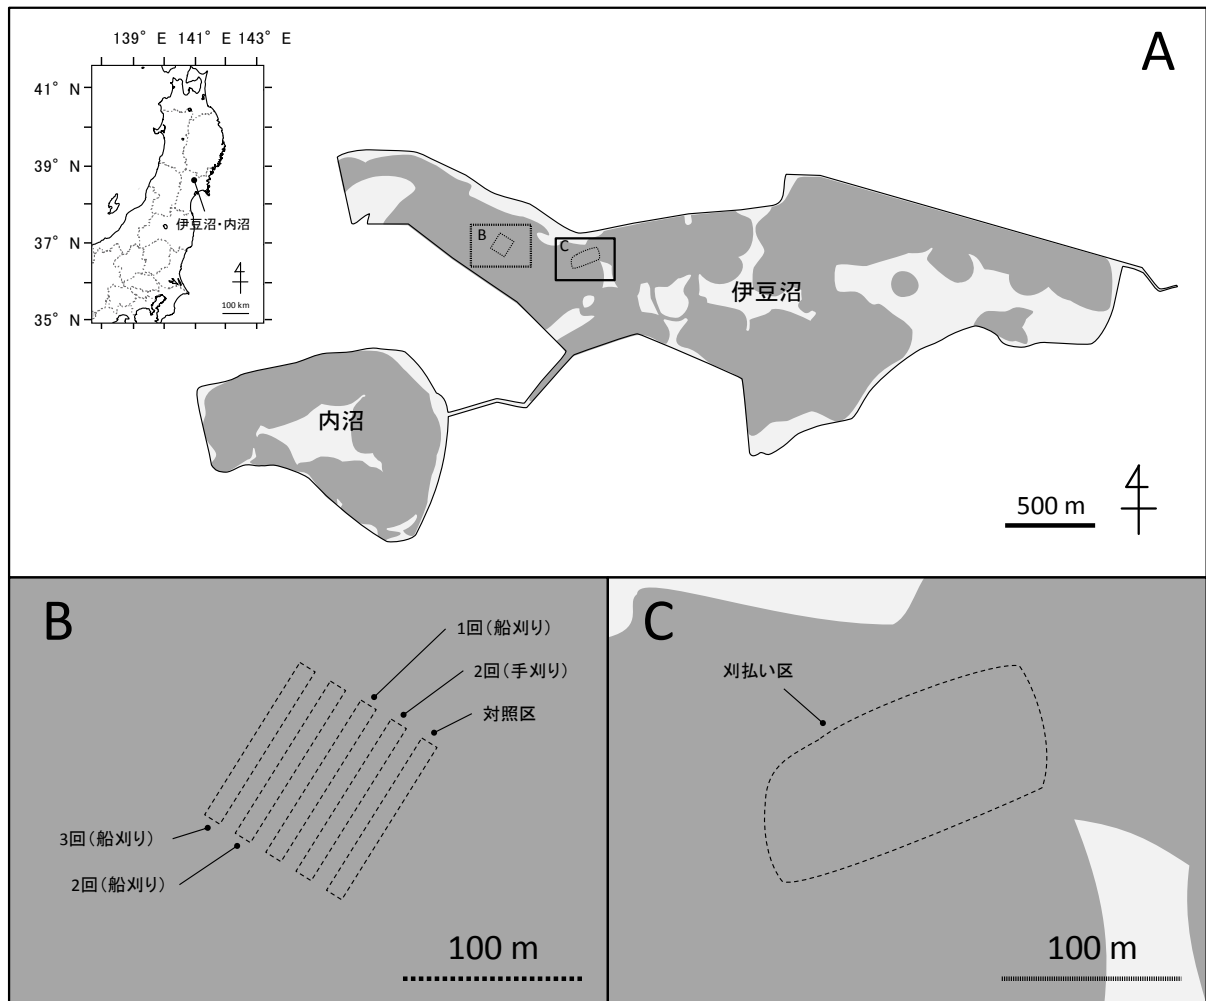 139° E 141° E 143° E
A
41° N
39° N
37° N
35° N
伊豆沼・内沼
100 km
B
C
伊豆沼
内沼
500 m
B
1回(船刈り)
2回(手刈り)
対照区
3回(船刈り)
2回(船刈り)
100 m
C
刈払い区
100 m